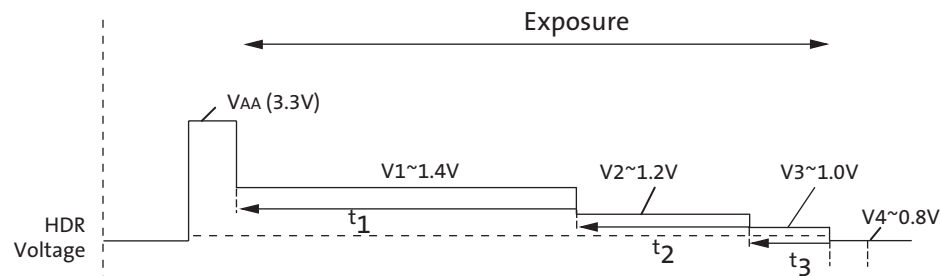 Exposure
VAA (3.3V)
V1~1.4V
V2~1.2V
V3~1.0V
HDR
Voltage
t1
t2
t3
V4~0.8V